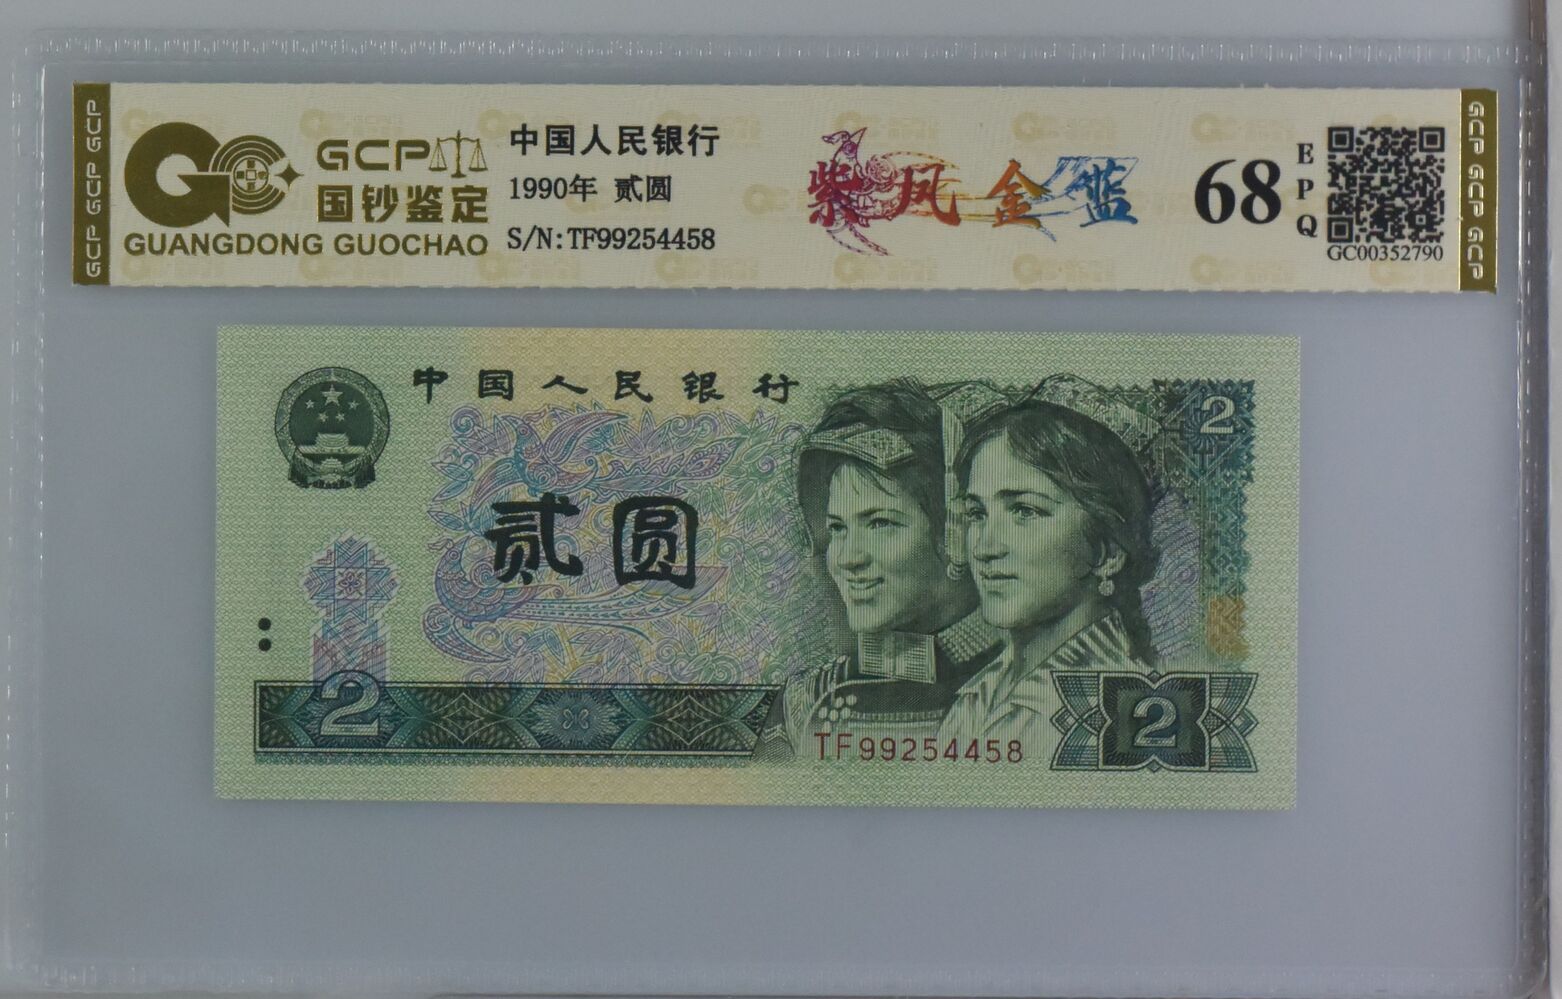 GCP GCP GCP
GCP
国钞鉴定
GUANGDONG GUOCHAO
中国人民银行
1990年 贰圆
S/N:TF99254458
紫凤金蓝
68
EPQ
GC00352790
GCP GCP GCP
中国人民银行
2
贰圆
2
TF99254458
2